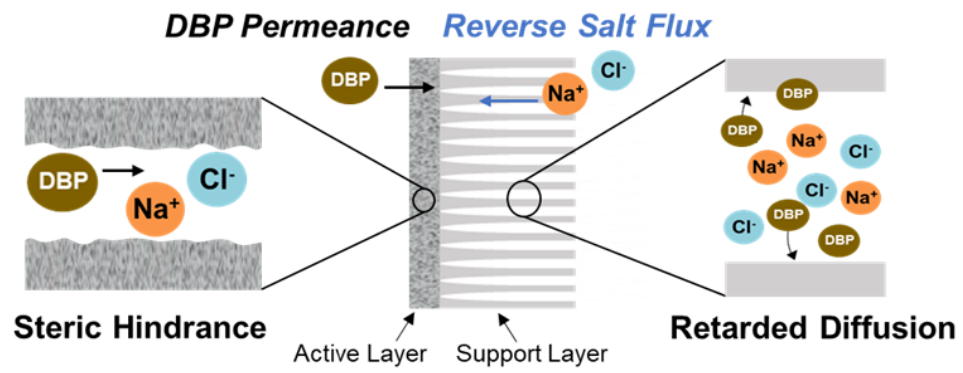 DBP Permeance Reverse Salt Flux
DBP
Cl-
Na+
DBP
Na+
Cl-
DBP
DBP
Na+
Na+
Cl-
Cl-
Na+
DBP
Cl-
DBP
Steric Hindrance
Active Layer
Support Layer
Retarded Diffusion